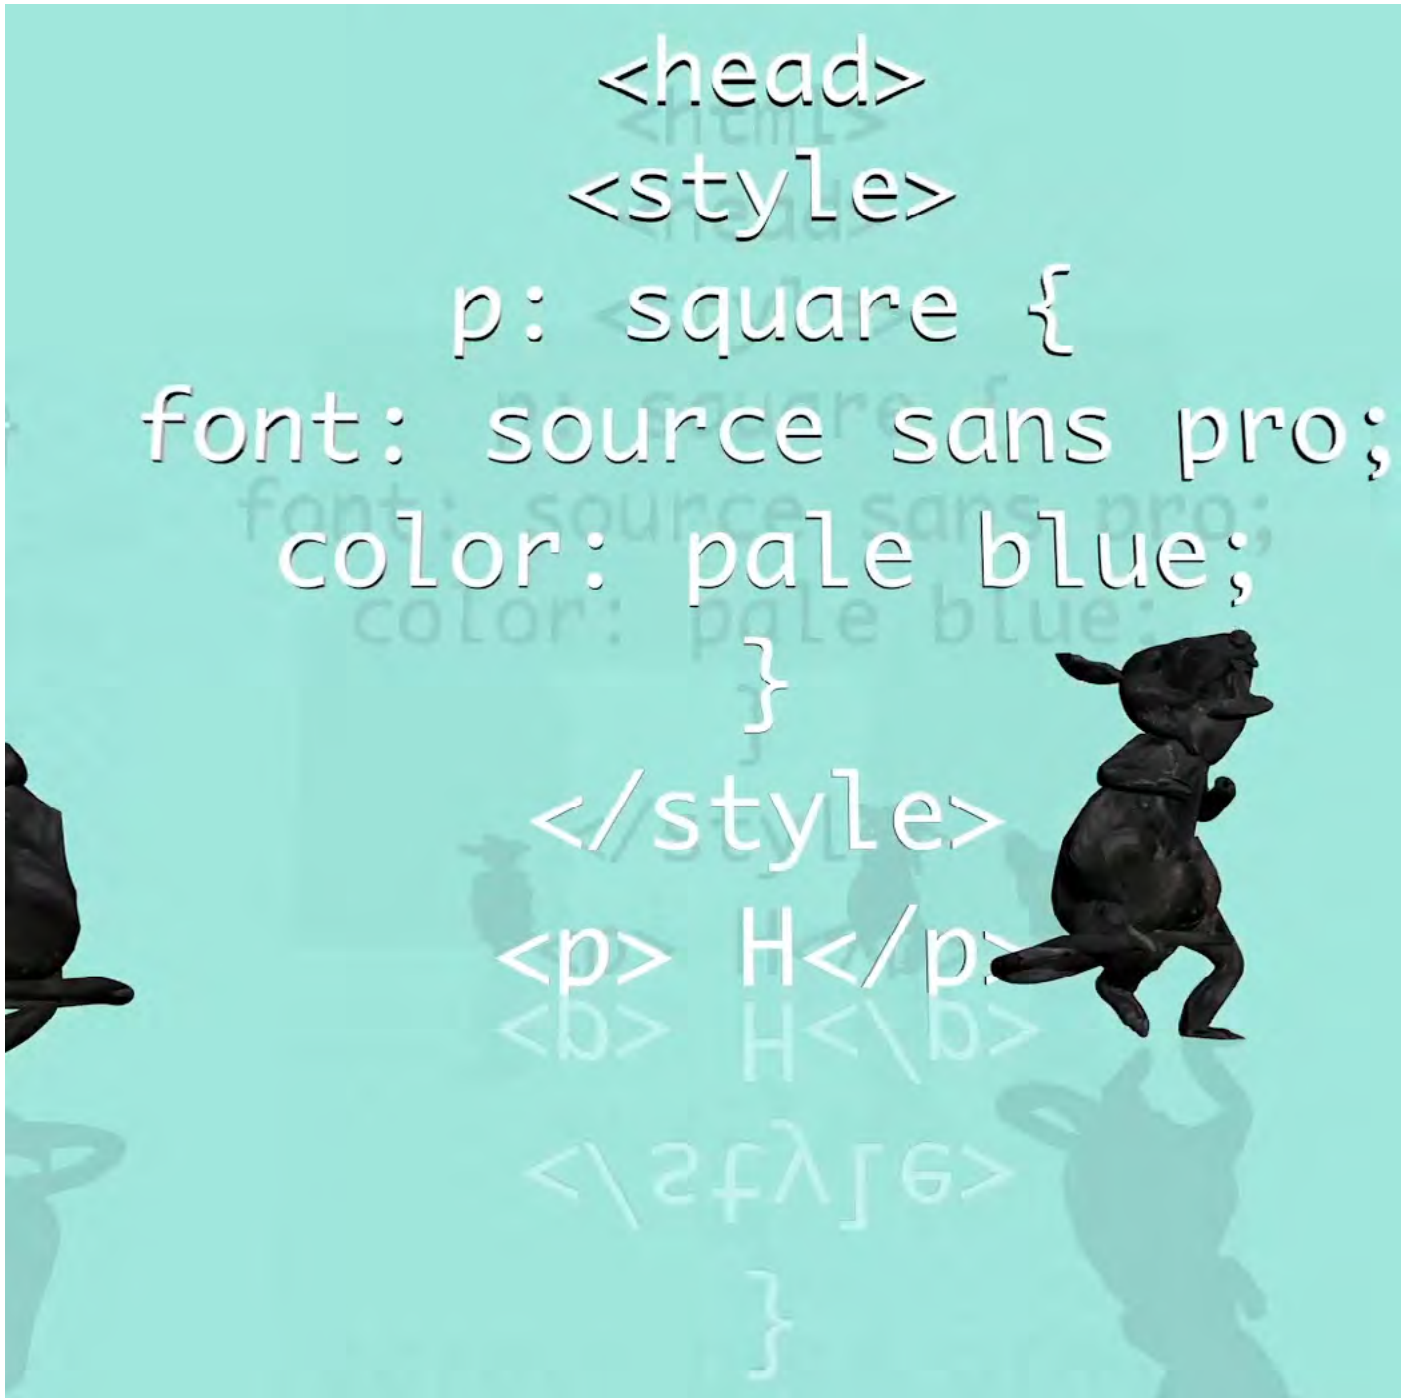 <head>
<style>
p: square {
font: source sans pro;
color: pale blue;
}
</style>
<p> H</p>